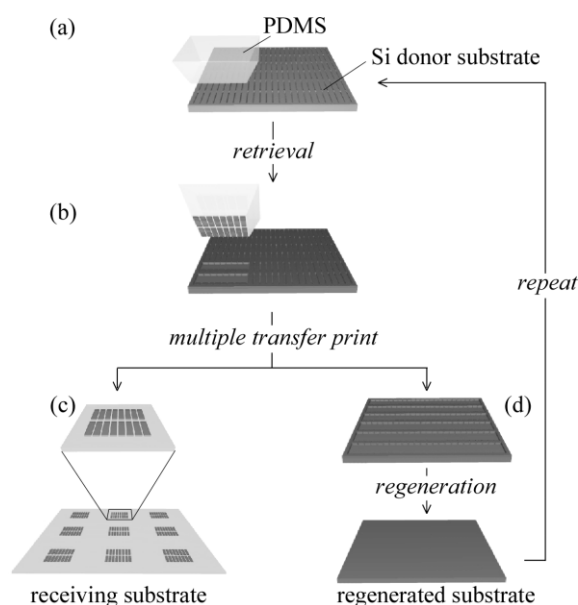 (a)
PDMS
Si donor substrate
retrieval
(b)
repeat
multiple transfer print
(c)
(d)
regeneration
receiving substrate
regenerated substrate